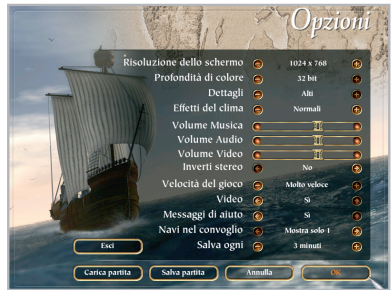 Opzioni
Risoluzione dello schermo 1024 x 768
Profondità di colore 32 bit
Dettagli Alti
Effetti del clima Normali
Volume Musica
Volume Audio
Volume Video
Inverti stereo No
Velocità del gioco Molto veloce
Video Sì
Messaggi di aiuto Sì
Navi nel convoglio Mostra solo 1
Salva ogni 3 minuti
Esci
Carica partita Salva partita Annulla OK